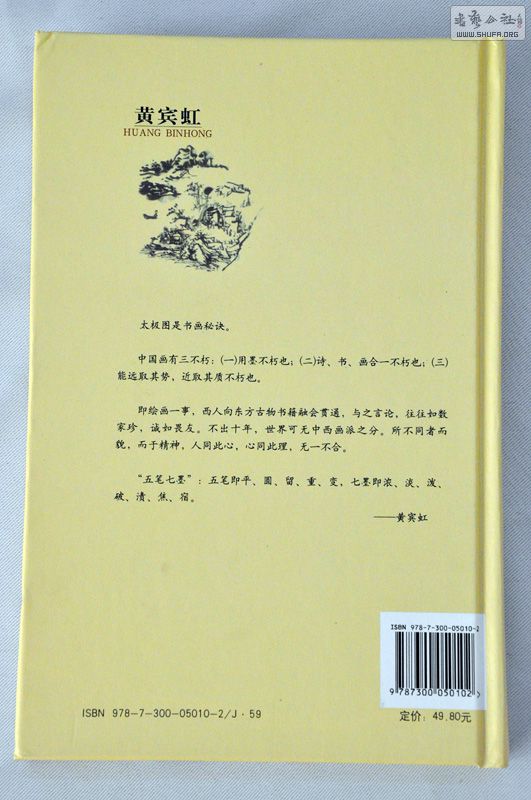 書藝公社
WWW.SHUFA.ORG
黄宾虹
HUANG BINHONG
太极图是书画秘诀。
中国画有三不朽：(一)用墨不朽也；(二)诗、书、画合一不朽也；(三)
能远取其势，近取其质不朽也。
即绘画一事，西人向东方古物书籍融会贯通，与之言论，往往如数
家珍，诚如畏友。不出十年，世界可无中西画派之分。所不同者而
貌，而于精神，人同此心，心同此理，无一不合。
“五笔七墨”：五笔即平、圆、留、重、变，七墨即浓、淡、泼、
破、渍、焦、宿。
——黄宾虹
ISBN 978-7-300-05010-2
9 787300 050102 >
ISBN 978-7-300-05010-2/J·59
定价：49.80元